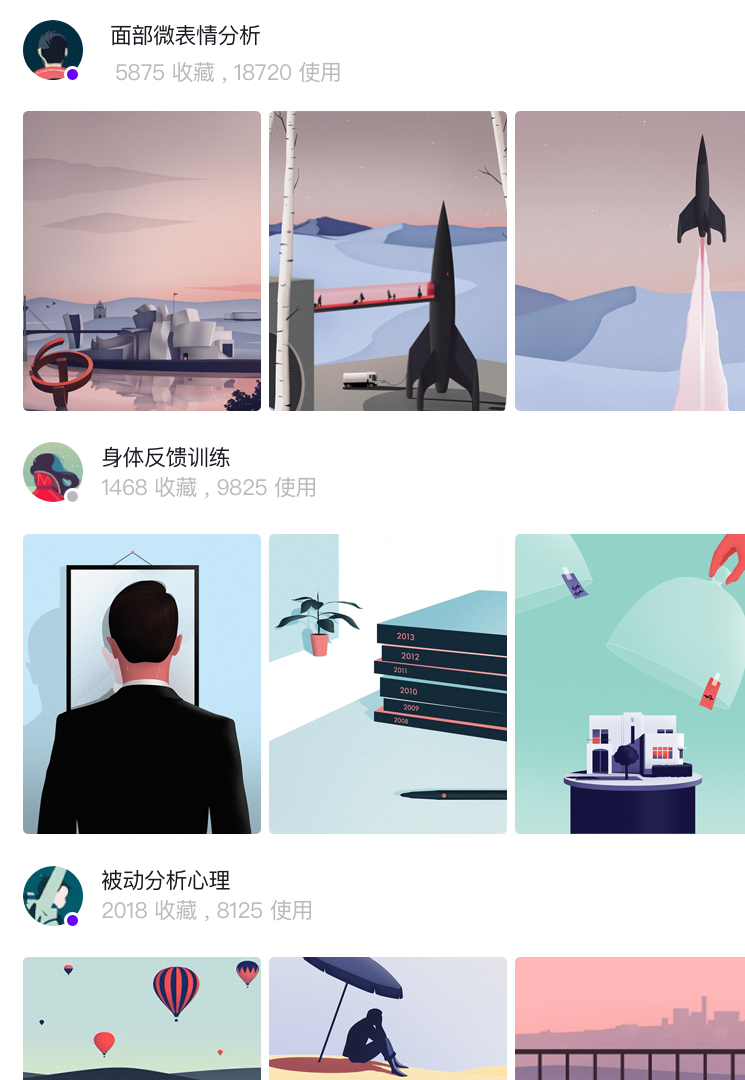 面部微表情分析
5875 收藏 , 18720 使用
身体反馈训练
1468 收藏 , 9825 使用
2013
2012
2011
2010
2009
2008
$$
$
被动分析心理
2018 收藏 , 8125 使用